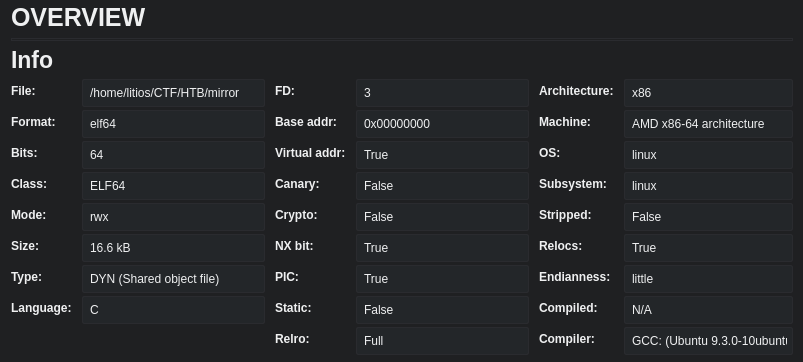 OVERVIEW
Info
File: /home/litios/CTF/HTB/mirror FD: 3 Architecture: x86
Format: elf64 Base addr: 0x00000000 Machine: AMD x86-64 architecture
Bits: 64 Virtual addr: True OS: linux
Class: ELF64 Canary: False Subsystem: linux
Mode: rwx Crypto: False Stripped: False
Size: 16.6 kB NX bit: True Relocs: True
Type: DYN (Shared object file) PIC: True Endianness: little
Language: C Static: False Compiled: N/A
Relro: Full Compiler: GCC: (Ubuntu 9.3.0-10ubuntu